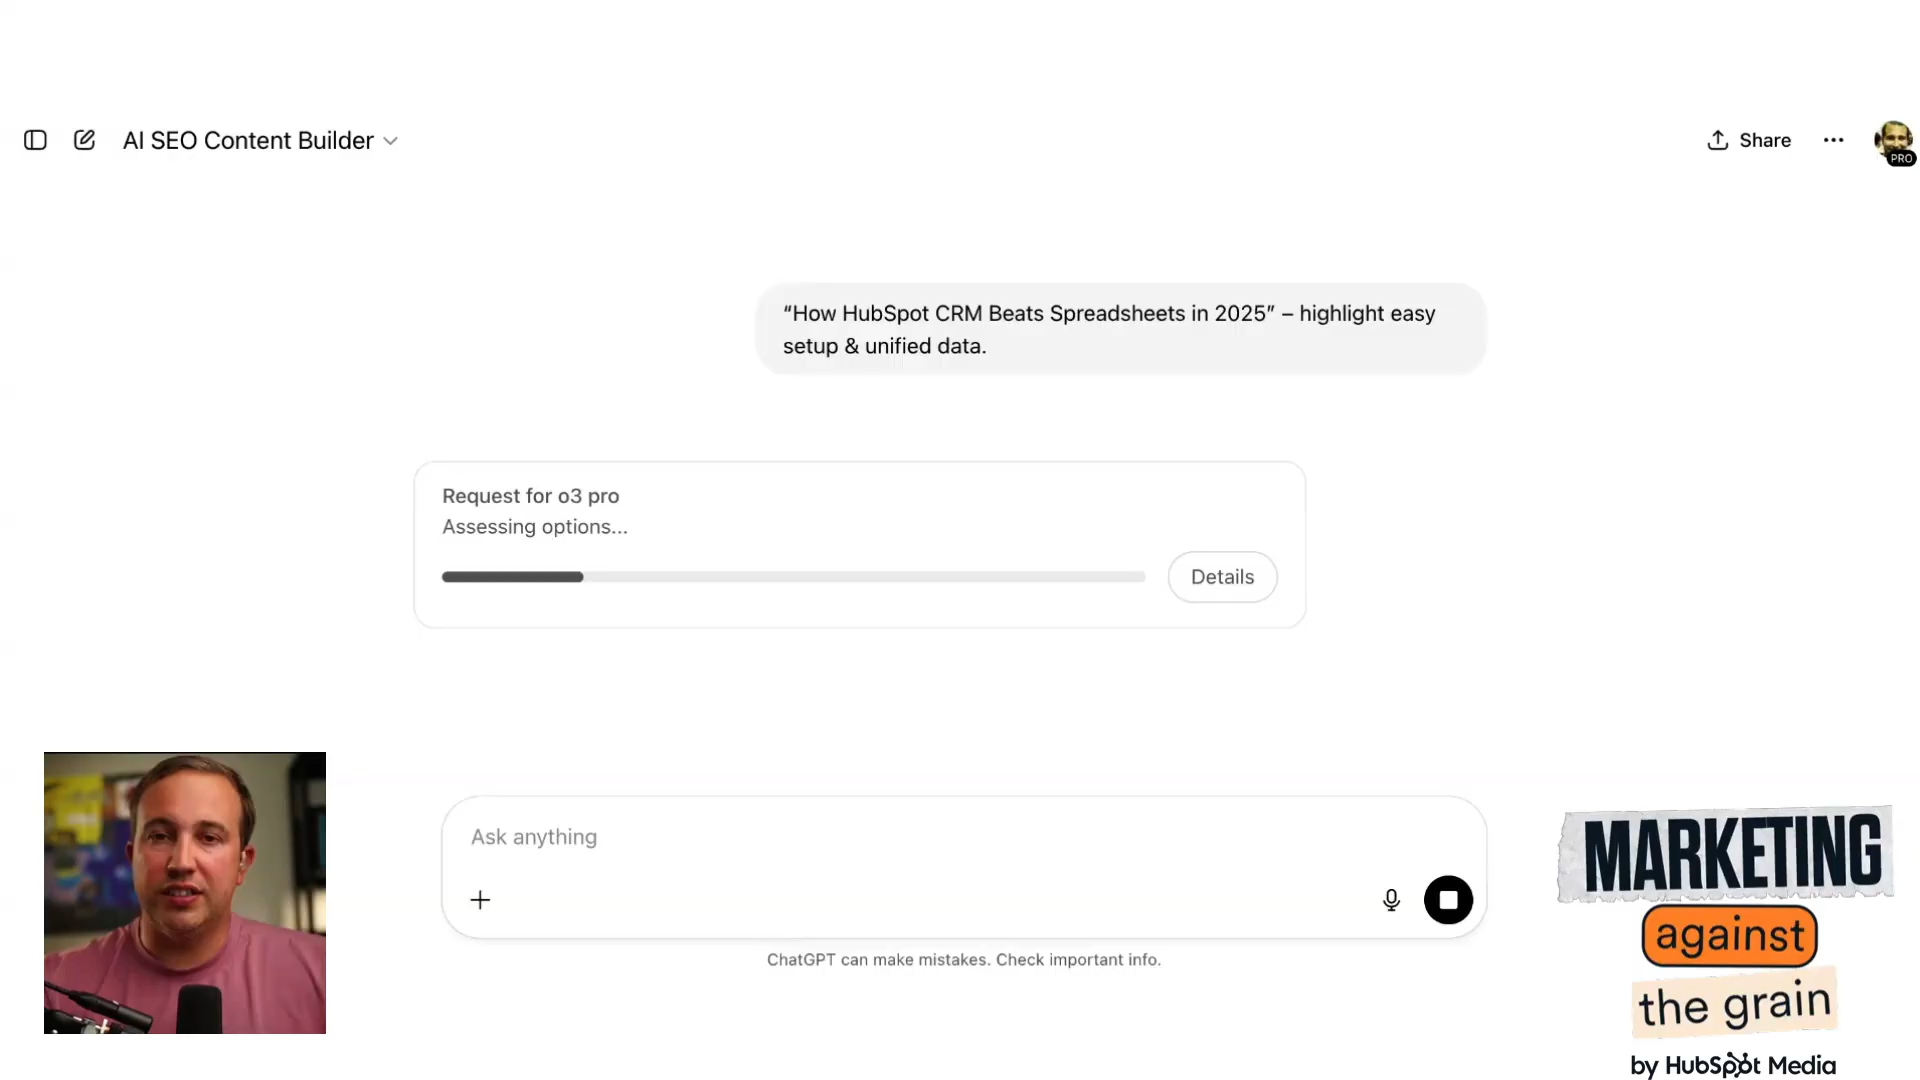 AI SEO Content Builder
Share
PRO
“How HubSpot CRM Beats Spreadsheets in 2025” – highlight easy
setup & unified data.
Request for o3 pro
Assessing options...
Details
Ask anything
ChatGPT can make mistakes. Check important info.
MARKETING
against
the grain
by HubSpot Media